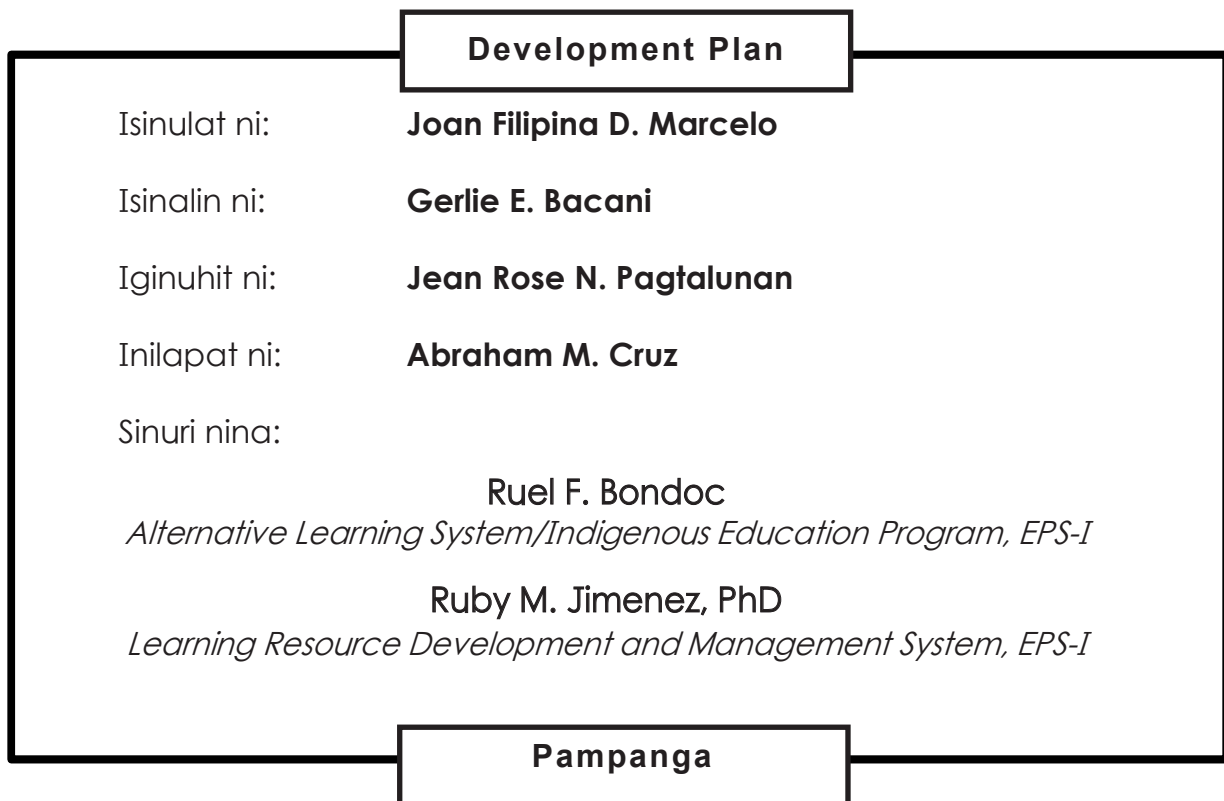 Development Plan
Isinulat ni: Joan Filipina D. Marcelo
Isinalin ni: Gerlie E. Bacani
Iginuhit ni: Jean Rose N. Pagtalunan
Inilapat ni: Abraham M. Cruz
Sinuri nina:
Ruel F. Bondoc
Alternative Learning System/Indigenous Education Program, EPS-I
Ruby M. Jimenez, PhD
Learning Resource Development and Management System, EPS-I
Pampanga